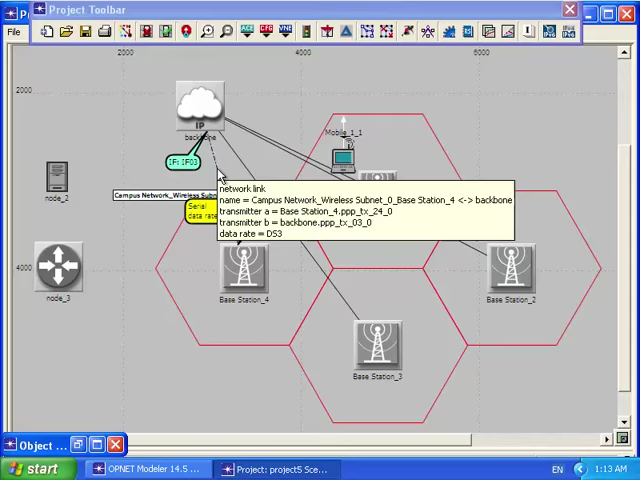 Project Toolbar
File
2000
4000
6000
2000
IP
backbone
Mobile_1_1
IF: IF03
node_2
Campus Network_Wireless Subn
Serial
data rate
network link
name = Campus Network_Wireless Subnet_0_Base Station_4 <-> backbone
transmitter a = Base Station_4.ppp_tx_24_0
transmitter b = backbone.ppp_tx_03_0
data rate = DS3
4000
node_3
Base Station_4
Base Station_2
Base Station_3
Object ...
start
OPNET Modeler 14.5 ...
Project: project5 Sce...
EN
1:13 AM